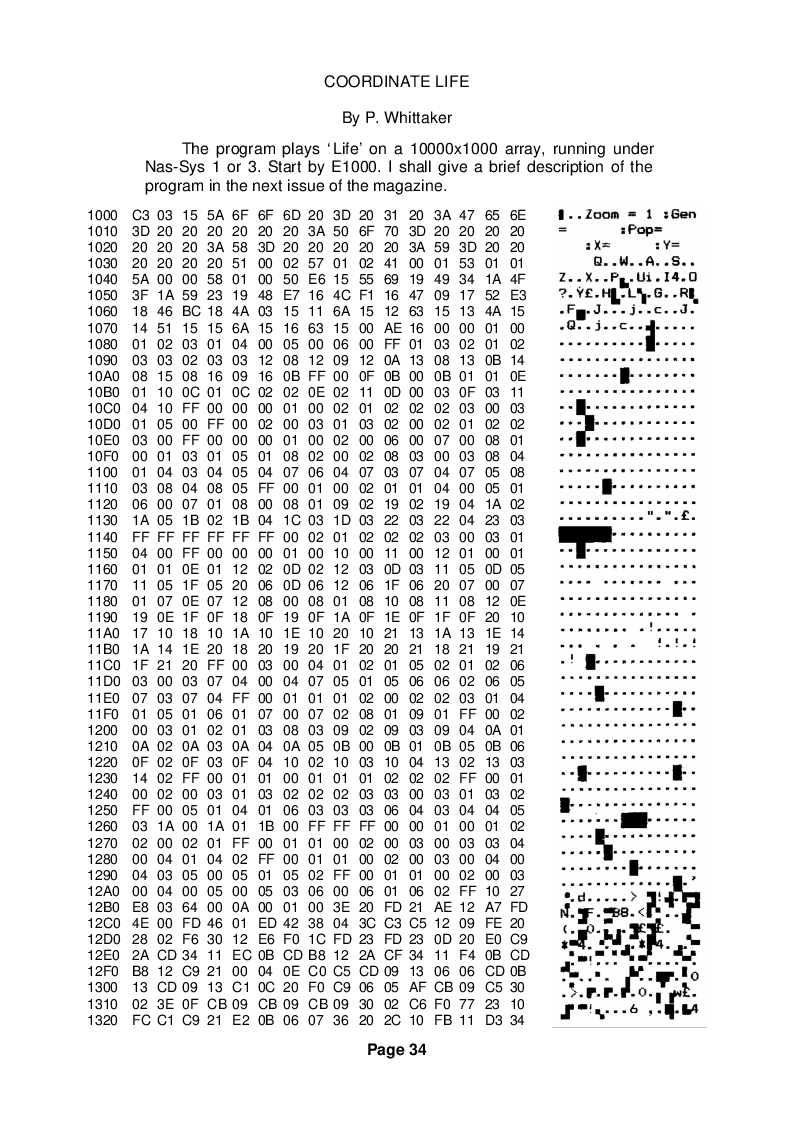 COORDINATE LIFE
By P. Whittaker
The program plays ‘Life’ on a 10000x1000 array, running under
Nas-Sys 1 or 3. Start by E1000. I shall give a brief description of the
program in the next issue of the magazine.
1000 C3 03 15 5A 6F 6F 6D 20 3D 20 31 20 3A 47 65 6E
1010 3D 20 20 20 20 20 20 3A 50 6F 70 3D 20 20 20 20
1020 20 20 20 3A 58 3D 20 20 20 20 20 3A 59 3D 20 20
1030 20 20 20 20 51 00 02 57 01 02 41 00 01 53 01 01
1040 5A 00 00 58 01 00 50 E6 15 55 69 19 49 34 1A 4F
1050 3F 1A 59 23 19 48 E7 16 4C F1 16 47 09 17 52 E3
1060 18 46 BC 18 4A 03 15 11 6A 15 12 63 15 13 4A 15
1070 14 51 15 15 6A 15 16 63 15 00 AE 16 00 00 01 00
1080 01 02 03 01 04 00 05 00 06 00 FF 01 03 02 01 02
1090 03 03 02 03 03 12 08 12 09 12 0A 13 08 13 0B 14
10A0 08 15 08 16 09 16 0B FF 00 0F 0B 00 0B 01 01 0E
10B0 01 10 0C 01 0C 02 02 0E 02 11 0D 00 03 0F 03 11
10C0 04 10 FF 00 00 00 01 00 02 01 02 02 02 03 00 03
10D0 01 05 00 FF 00 02 00 03 01 03 02 00 02 01 02 02
10E0 03 00 FF 00 00 00 01 00 02 00 06 00 07 00 08 01
10F0 00 01 03 01 05 01 08 02 00 02 08 03 00 03 08 04
1100 01 04 03 04 05 04 07 06 04 07 03 07 04 07 05 08
1110 03 08 04 08 05 FF 00 01 00 02 01 01 04 00 05 01
1120 06 00 07 01 08 00 08 01 09 02 19 02 19 04 1A 02
1130 1A 05 1B 02 1B 04 1C 03 1D 03 22 03 22 04 23 03
1140 FF FF FF FF FF FF 00 02 01 02 02 02 03 00 03 01
1150 04 00 FF 00 00 00 01 00 10 00 11 00 12 01 00 01
1160 01 01 0E 01 12 02 0D 02 12 03 0D 03 11 05 0D 05
1170 11 05 1F 05 20 06 0D 06 12 06 1F 06 20 07 00 07
1180 01 07 0E 07 12 08 00 08 01 08 10 08 11 08 12 0E
1190 19 0E 1F 0F 18 0F 19 0F 1A 0F 1E 0F 1F 0F 20 10
11A0 17 10 18 10 1A 10 1E 10 20 10 21 13 1A 13 1E 14
11B0 1A 14 1E 20 18 20 19 20 1F 20 20 21 18 21 19 21
11C0 1F 21 20 FF 00 03 00 04 01 02 01 05 02 01 02 06
11D0 03 00 03 07 04 00 04 07 05 01 05 06 06 02 06 05
11E0 07 03 07 04 FF 00 01 01 01 02 00 02 02 03 01 04
11F0 01 05 01 06 01 07 00 07 02 08 01 09 01 FF 00 02
1200 00 03 01 02 01 03 08 03 09 02 09 03 09 04 0A 01
1210 0A 02 0A 03 0A 04 0A 05 0B 00 0B 01 0B 05 0B 06
1220 0F 02 0F 03 0F 04 10 02 10 03 10 04 13 02 13 03
1230 14 02 FF 00 01 01 00 01 01 01 02 02 02 FF 00 01
1240 00 02 00 03 01 03 02 02 02 03 03 00 03 01 03 02
1250 FF 00 05 01 04 01 06 03 03 03 06 04 03 04 04 05
1260 03 1A 00 1A 01 1B 00 FF FF FF 00 00 01 00 01 02
1270 02 00 02 01 FF 00 01 01 00 02 00 03 00 03 03 04
1280 00 04 01 04 02 FF 00 01 01 00 02 00 03 00 04 00
1290 04 03 05 00 05 01 05 02 FF 00 01 01 00 02 00 03
12A0 00 04 00 05 00 05 03 06 00 06 01 06 02 FF 10 27
12B0 E8 03 64 00 0A 00 01 00 3E 20 FD 21 AE 12 A7 FD
12C0 4E 00 FD 46 01 ED 42 38 04 3C C3 C5 12 09 FE 20
12D0 28 02 F6 30 12 E6 F0 1C FD 23 FD 23 0D 20 E0 C9
12E0 2A CD 34 11 EC 0B CD B8 12 2A CF 34 11 F4 0B CD
12F0 B8 12 C9 21 00 04 0E C0 C5 CD 09 13 06 06 CD 0B
1300 13 CD 09 13 C1 0C 20 F0 C9 06 05 AF CB 09 C5 30
1310 02 3E 0F CB 09 CB 09 CB 09 30 02 C6 F0 77 23 10
1320 FC C1 C9 21 E2 0B 06 07 36 20 2C 10 FB 11 D3 34
Page 34